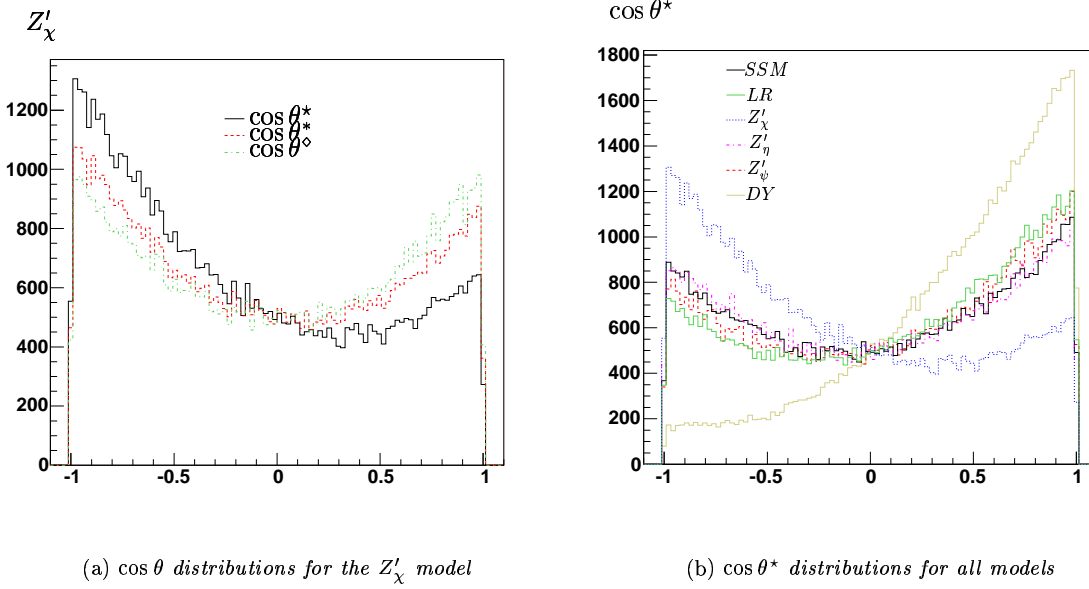 Z′χ
cos θ⋆
1200
1000
800
600
400
200
0
-1 -0.5 0 0.5 1
cos θ⋆
cos θ*
cos θ⋄
1800
1600
1400
1200
1000
800
600
400
200
0
-1 -0.5 0 0.5 1
SSM
LR
Z′χ
Z′η
Z′ψ
DY
(a) cos θ distributions for the Z′χ model
(b) cos θ⋆ distributions for all models